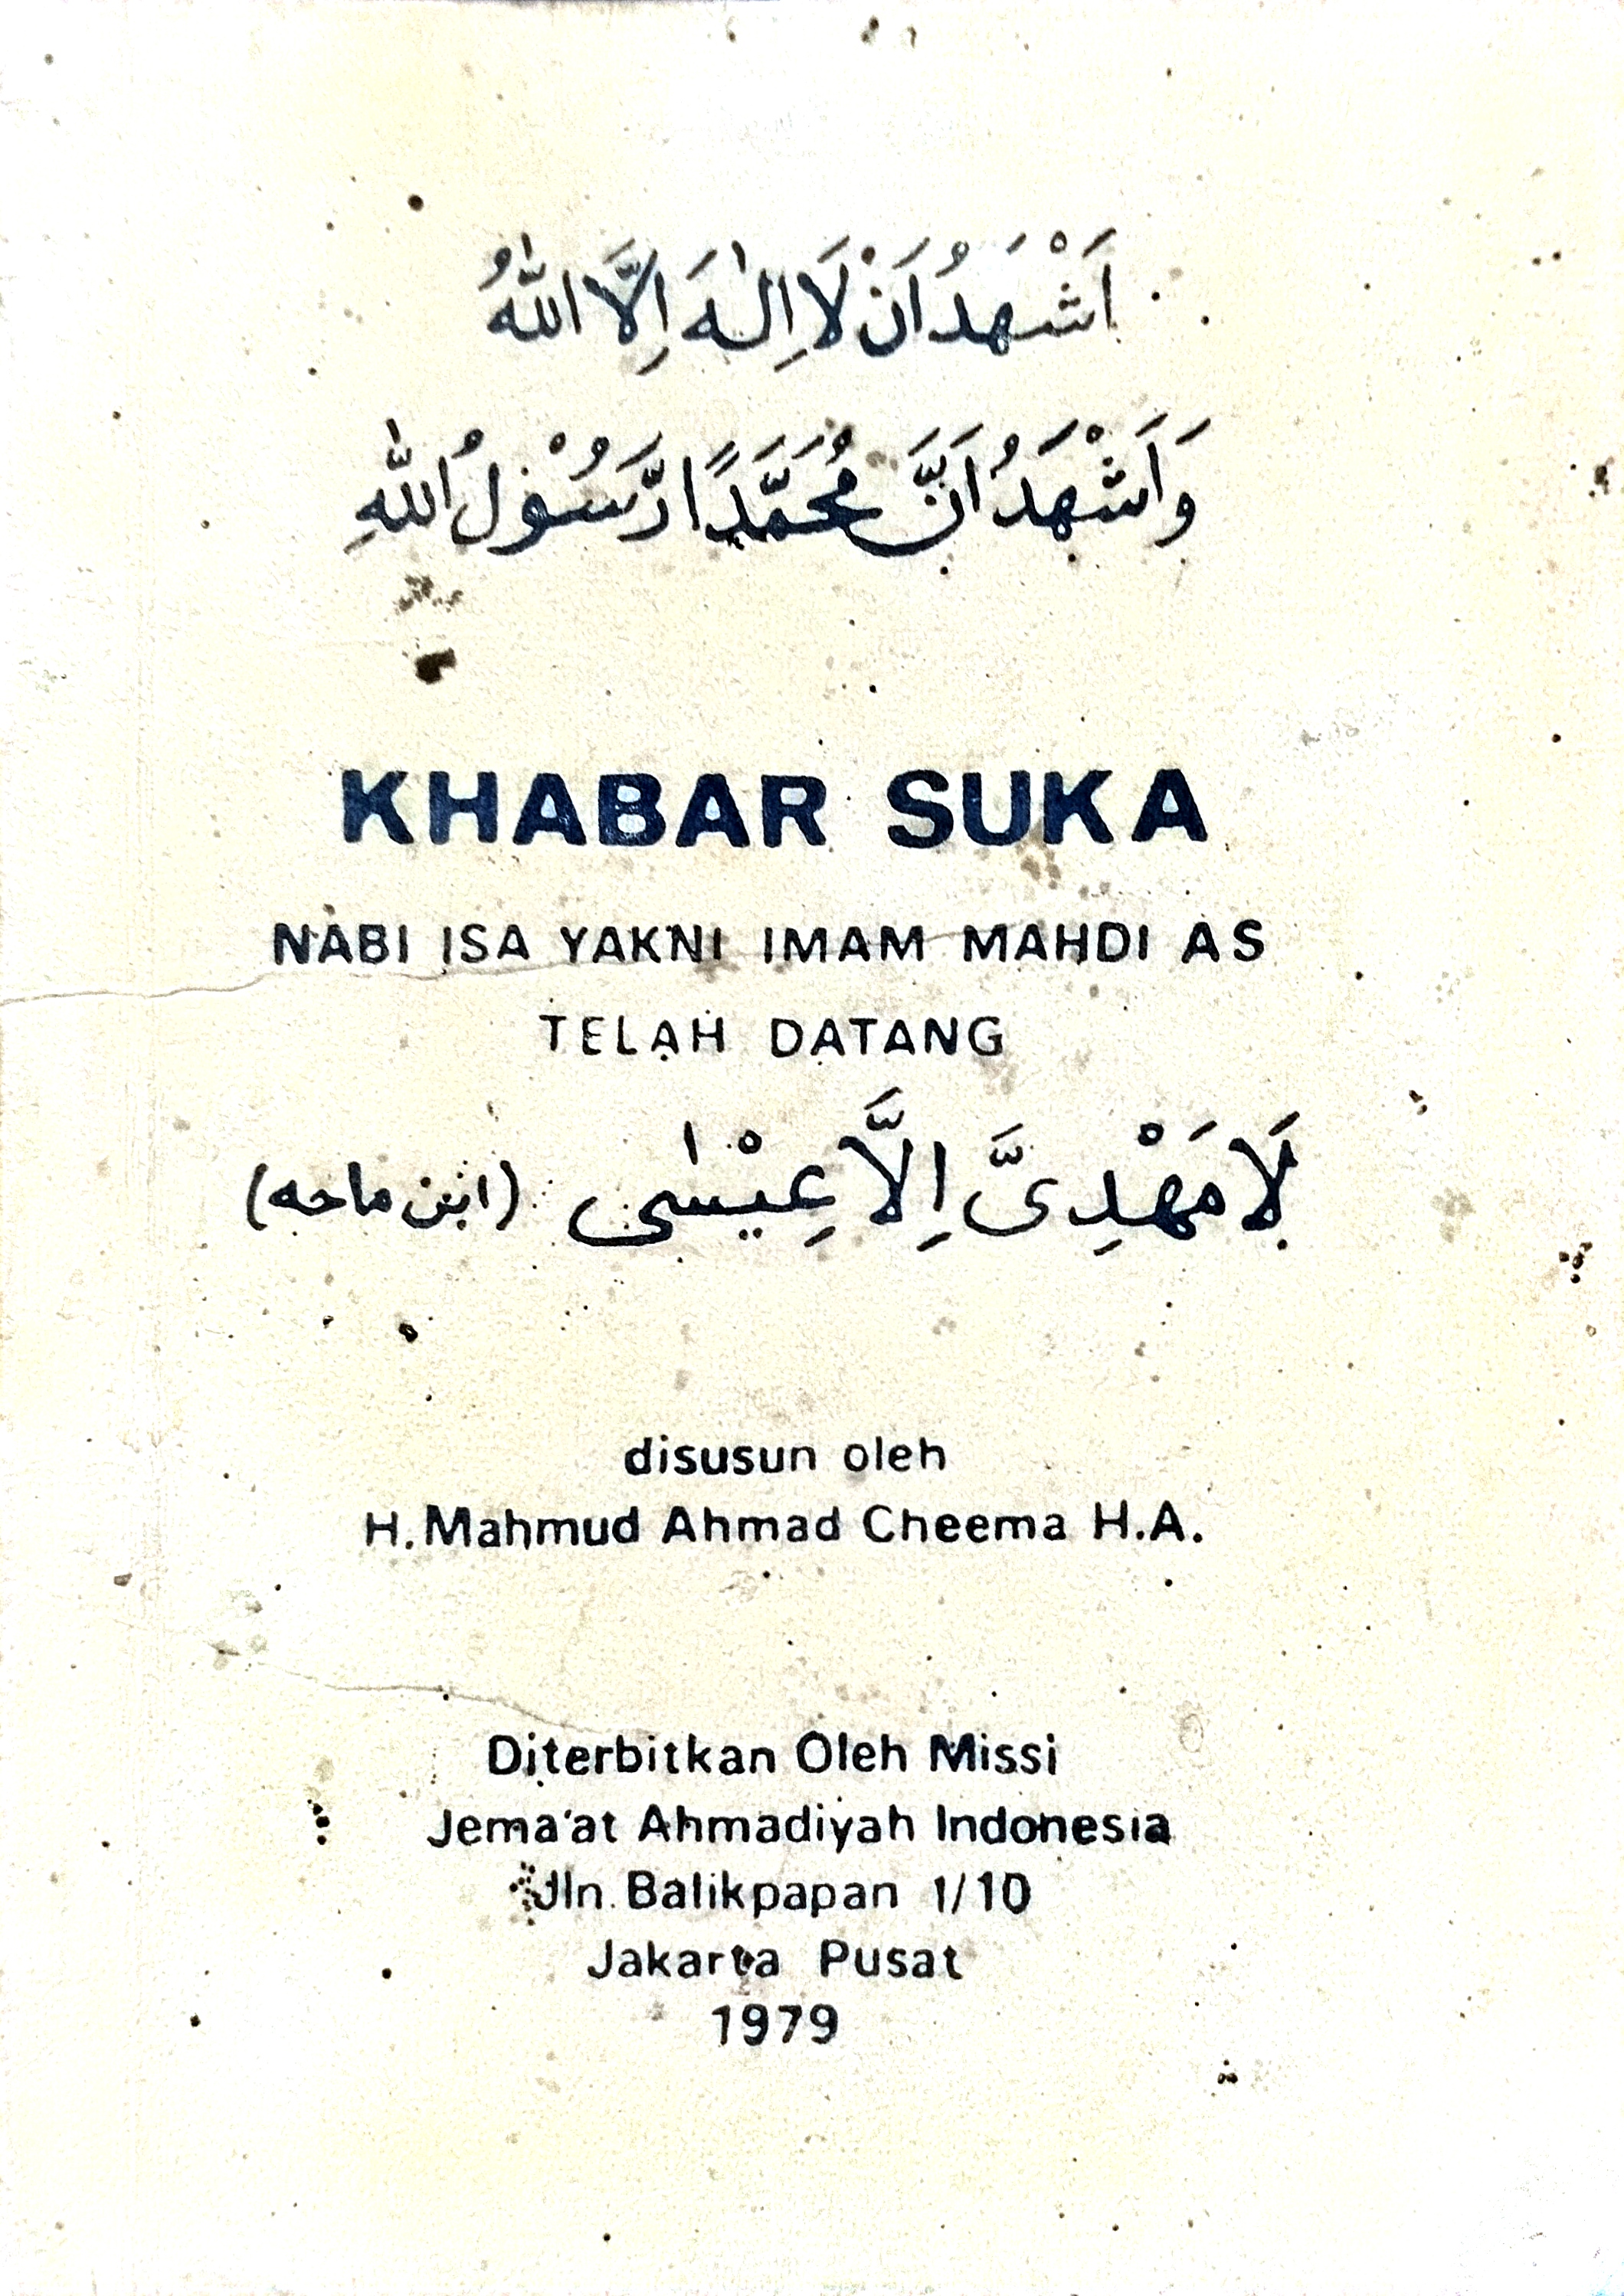 اَشْهَدُ اَنْ لَا اِلٰهَ اِلَّا اللّٰهُ
وَاَشْهَدُ اَنَّ مُحَمَّدًا رَّسُوْلُ اللّٰهِ
KHABAR SUKA
NABI ISA YAKNI IMAM MAHDI AS
TELAH DATANG
لَا مَهْدِىَّ اِلَّا عِيْسٰى (ابن ماجه)
disusun oleh
H.Mahmud Ahmad Cheema H.A.
Diterbitkan Oleh Missi
Jema'at Ahmadiyah Indonesia
Jln. Balikpapan 1/10
Jakarta Pusat
1979